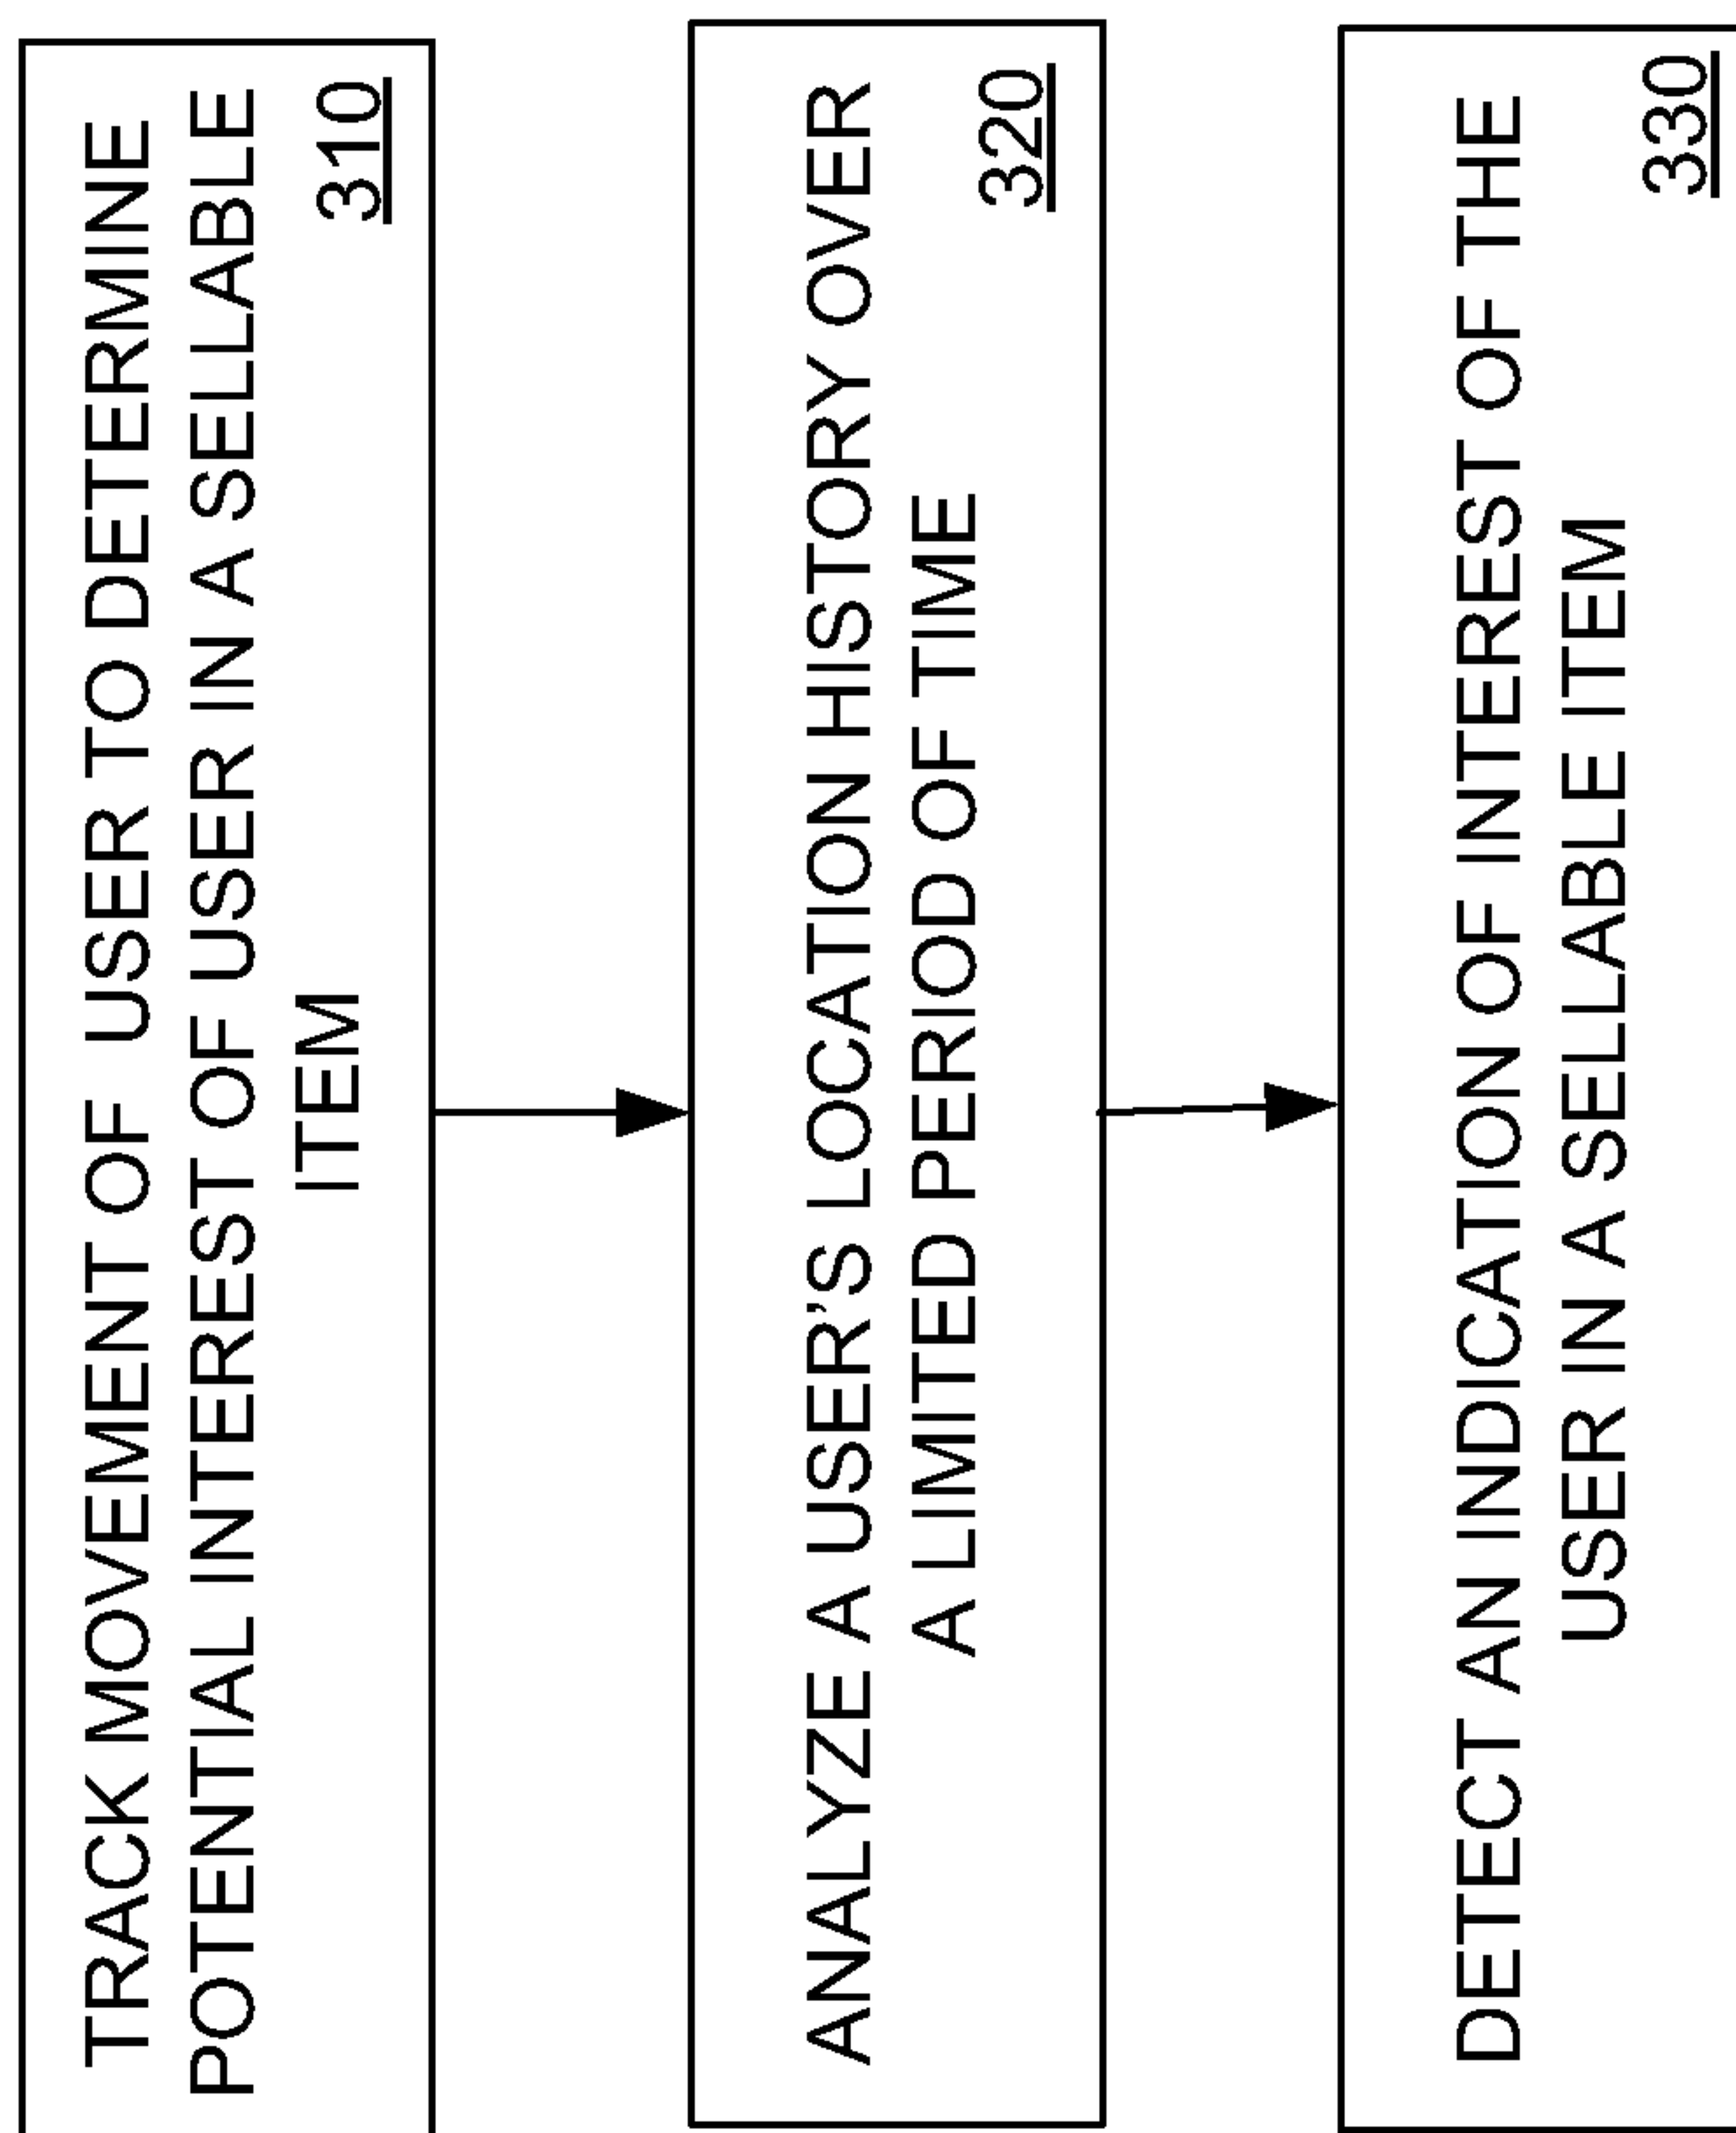 TRACK MOVEMENT OF USER TO DETERMINE
POTENTIAL INTEREST OF USER IN A SELLABLE
ITEM
310
ANALYZE A USER'S LOCATION HISTORY OVER
A LIMITED PERIOD OF TIME
320
DETECT AN INDICATION OF INTEREST OF THE
USER IN A SELLABLE ITEM
330